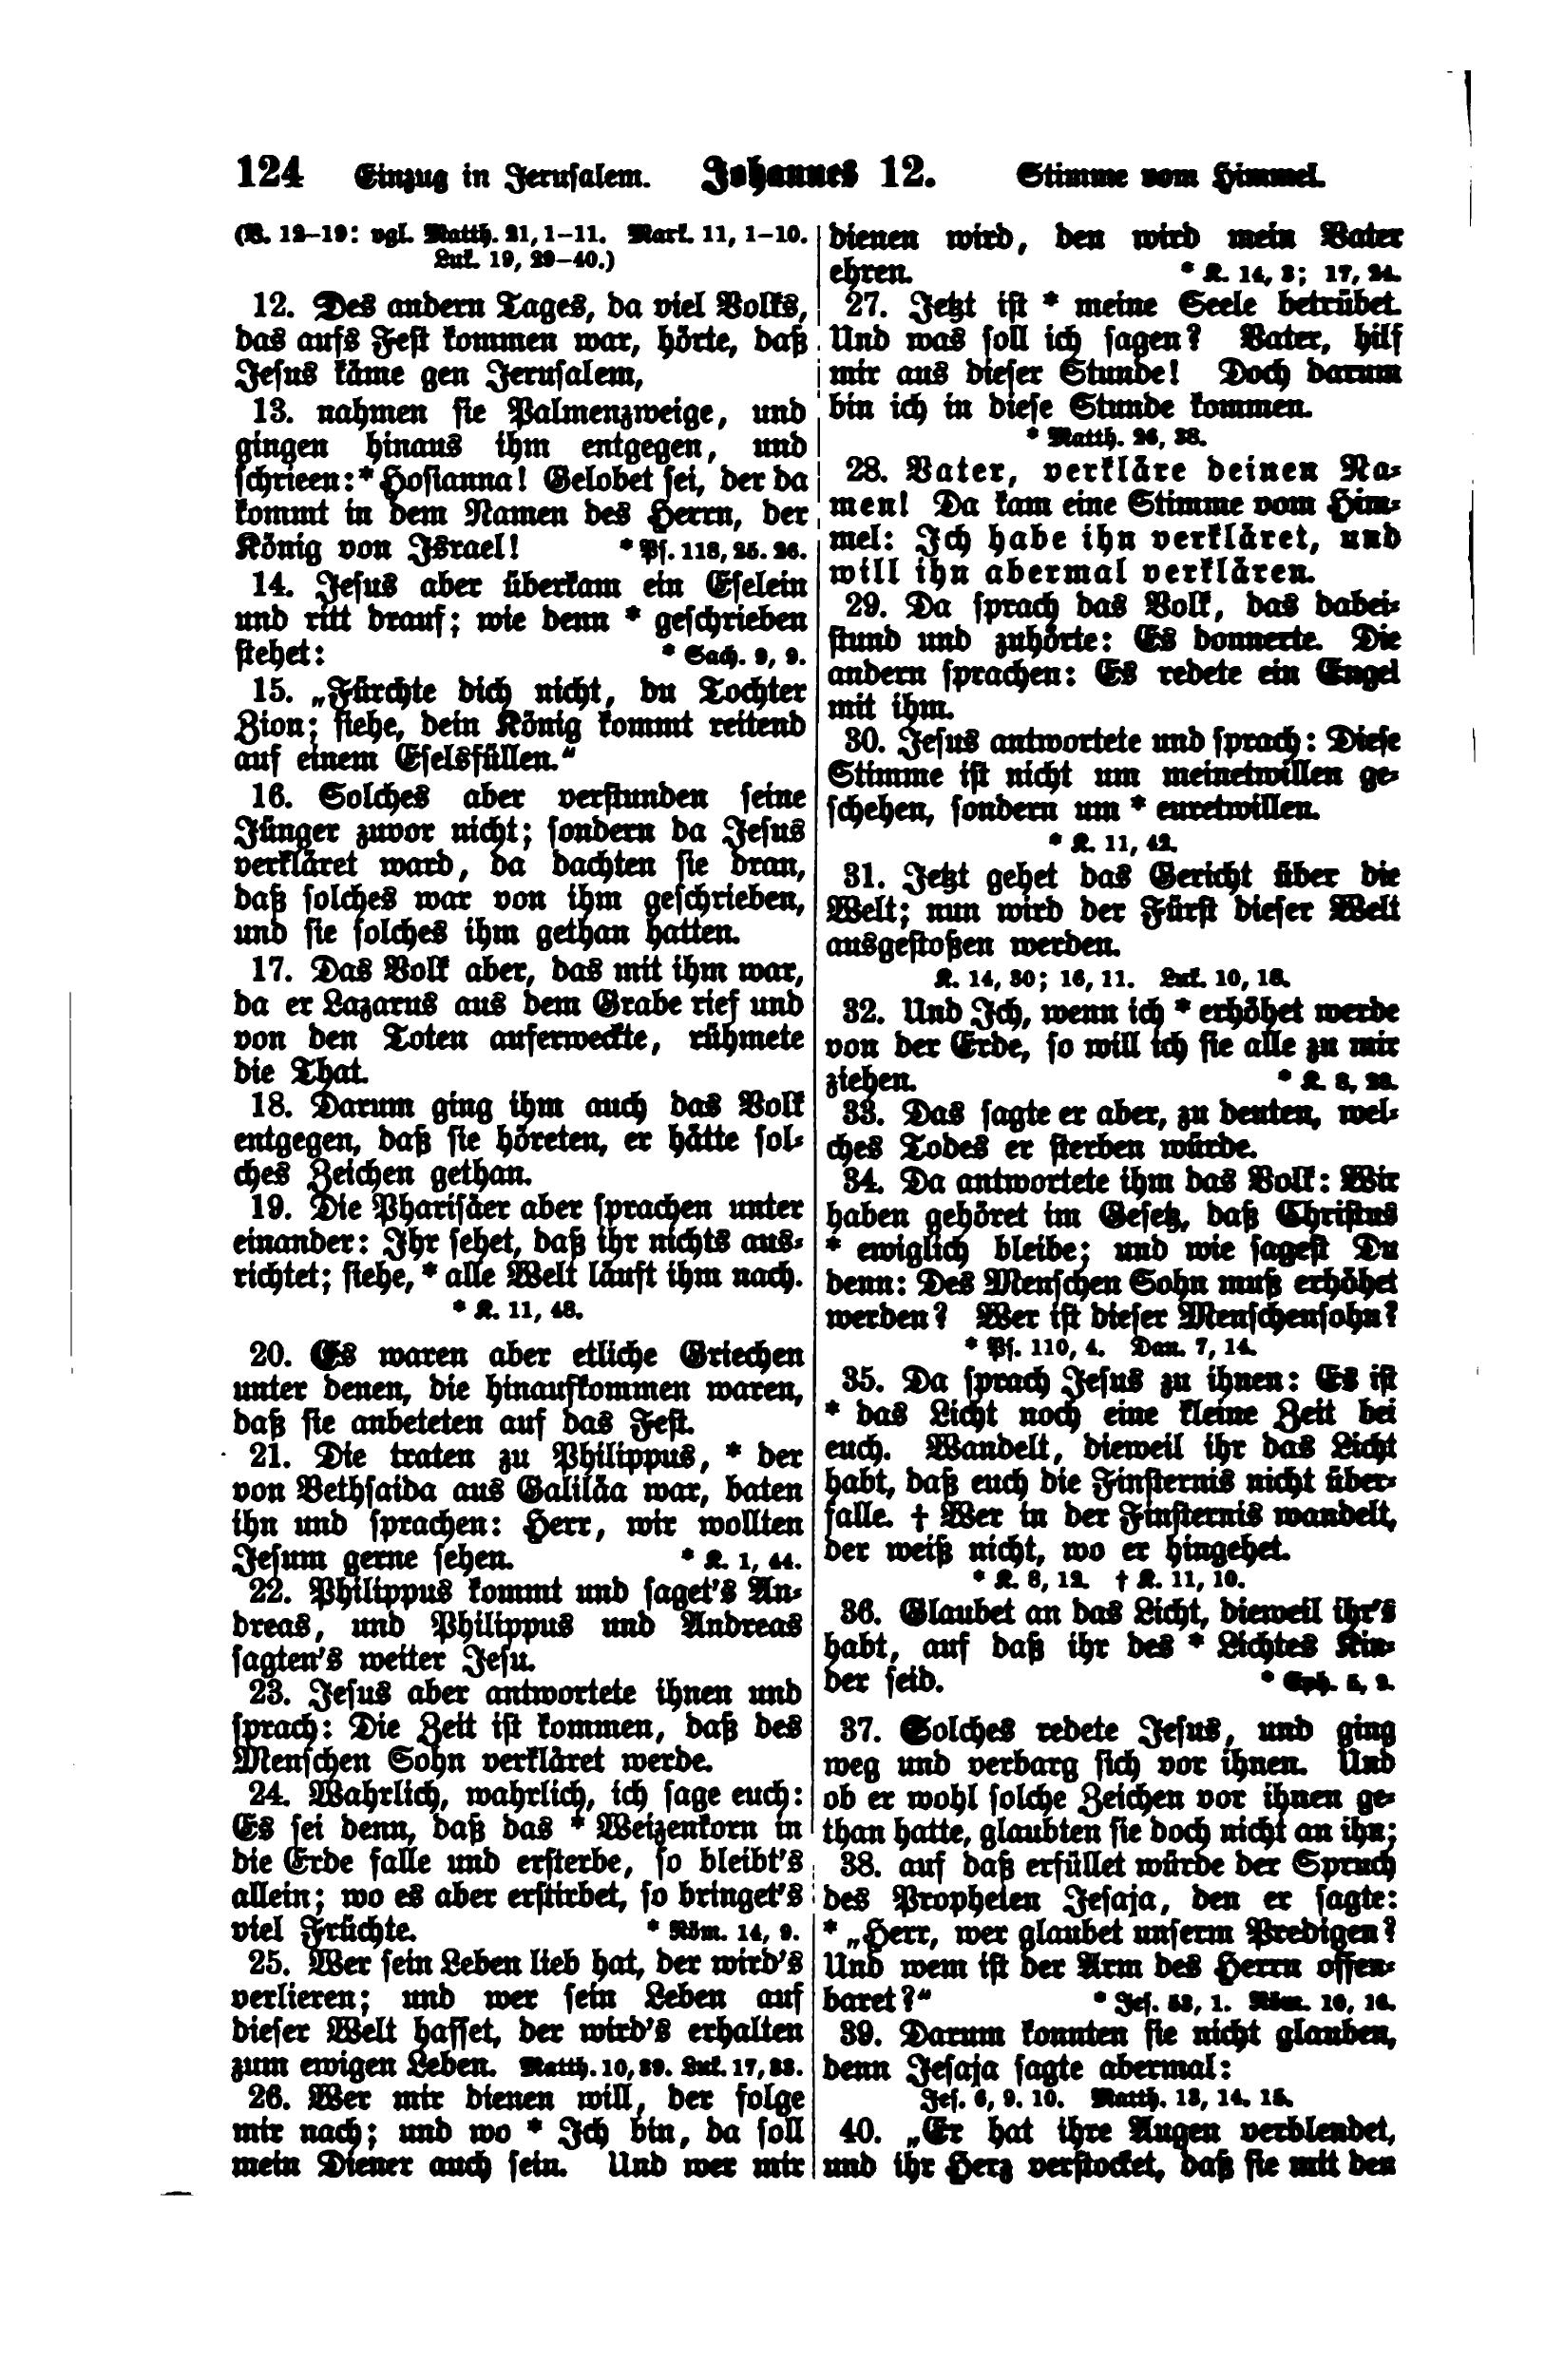 124 Einzug in Jerusalem. Johannes 12. Stimme vom Himmel.
(V. 12–19: vgl. Matth. 21, 1–11. Mark. 11, 1–10.
Luk. 19, 29–40.)
12. Des andern Tages, da viel Volks,
das aufs Fest kommen war, hörte, daß
Jesus käme gen Jerusalem,
13. nahmen sie Palmenzweige, und
gingen hinaus ihm entgegen, und
schrieen: * Hosianna! Gelobet sei, der da
kommt in dem Namen des Herrn, der
König von Israel! * Ps. 118, 25. 26.
14. Jesus aber überkam ein Eselein
und ritt drauf; wie denn * geschrieben
stehet: * Sach. 9, 9.
15. „Fürchte dich nicht, du Tochter
Zion; siehe, dein König kommt reitend
auf einem Eselsfüllen.“
16. Solches aber verstunden seine
Jünger zuvor nicht; sondern da Jesus
verkläret ward, da dachten sie dran,
daß solches war von ihm geschrieben,
und sie solches ihm gethan hatten.
17. Das Volk aber, das mit ihm war,
da er Lazarus aus dem Grabe rief und
von den Toten auferweckte, rühmete
die That.
18. Darum ging ihm auch das Volk
entgegen, daß sie höreten, er hätte sol-
ches Zeichen gethan.
19. Die Pharisäer aber sprachen unter
einander: Ihr sehet, daß ihr nichts aus-
richtet; siehe, * alle Welt läuft ihm nach.
* K. 11, 48.
20. Es waren aber etliche Griechen
unter denen, die hinaufkommen waren,
daß sie anbeteten auf das Fest.
21. Die traten zu Philippus, * der
von Bethsaida aus Galiläa war, baten
ihn und sprachen: Herr, wir wollten
Jesum gerne sehen. * K. 1, 44.
22. Philippus kommt und saget's An-
dreas, und Philippus und Andreas
sagten's weiter Jesu.
23. Jesus aber antwortete ihnen und
sprach: Die Zeit ist kommen, daß des
Menschen Sohn verkläret werde.
24. Wahrlich, wahrlich, ich sage euch:
Es sei denn, daß das * Weizenkorn in
die Erde falle und ersterbe, so bleibt's
allein; wo es aber erstirbet, so bringet's
viel Früchte. * Röm. 14, 9.
25. Wer sein Leben lieb hat, der wird's
verlieren; und wer sein Leben auf
dieser Welt hasset, der wird's erhalten
zum ewigen Leben. Matth. 10, 39. Luk. 17, 33.
26. Wer mir dienen will, der folge
mir nach; und wo * Ich bin, da soll
mein Diener auch sein. Und wer mir
dienen wird, den wird mein Vater
ehren. * K. 14, 3; 17, 24.
27. Jetzt ist * meine Seele betrübet.
Und was soll ich sagen? Vater, hilf
mir aus dieser Stunde! Doch darum
bin ich in diese Stunde kommen.
* Matth. 26, 38.
28. Vater, verkläre deinen Na-
men! Da kam eine Stimme vom Him-
mel: Ich habe ihn verkläret, und
will ihn abermal verklären.
29. Da sprach das Volk, das dabei-
stund und zuhörte: Es donnerte. Die
andern sprachen: Es redete ein Engel
mit ihm.
30. Jesus antwortete und sprach: Diese
Stimme ist nicht um meinetwillen ge-
schehen, sondern um * euretwillen.
* K. 11, 42.
31. Jetzt gehet das Gericht über die
Welt; nun wird der Fürst dieser Welt
ausgestoßen werden.
K. 14, 30; 16, 11. Luk. 10, 18.
32. Und Ich, wenn ich * erhöhet werde
von der Erde, so will ich sie alle zu mir
ziehen. * K. 8, 28.
33. Das sagte er aber, zu deuten, wel-
ches Todes er sterben würde.
34. Da antwortete ihm das Volk: Wir
haben gehöret im Gesetz, daß Christus
* ewiglich bleibe; und wie sagest Du
denn: Des Menschen Sohn muß erhöhet
werden? Wer ist dieser Menschensohn?
* Ps. 110, 4. Dan. 7, 14.
35. Da sprach Jesus zu ihnen: Es ist
* das Licht noch eine kleine Zeit bei
euch. Wandelt, dieweil ihr das Licht
habt, daß euch die Finsternis nicht über-
falle. † Wer in der Finsternis wandelt,
der weiß nicht, wo er hingehet.
* K. 8, 12. † K. 11, 10.
36. Glaubet an das Licht, dieweil ihr's
habt, auf daß ihr des * Lichtes Kin-
der seid. * Eph. 5, 9.
37. Solches redete Jesus, und ging
weg und verbarg sich vor ihnen. Und
ob er wohl solche Zeichen vor ihnen ge-
than hatte, glaubten sie doch nicht an ihn;
38. auf daß erfüllet würde der Spruch
des Propheten Jesaja, den er sagte:
* „Herr, wer glaubet unserm Predigen?
Und wem ist der Arm des Herrn offen-
baret?“ * Jes. 53, 1. Röm. 10, 16.
39. Darum konnten sie nicht glauben,
denn Jesaja sagte abermal:
Jes. 6, 9. 10. Matth. 13, 14. 15.
40. „Er hat ihre Augen verblendet,
und ihr Herz verstocket, daß sie mit den